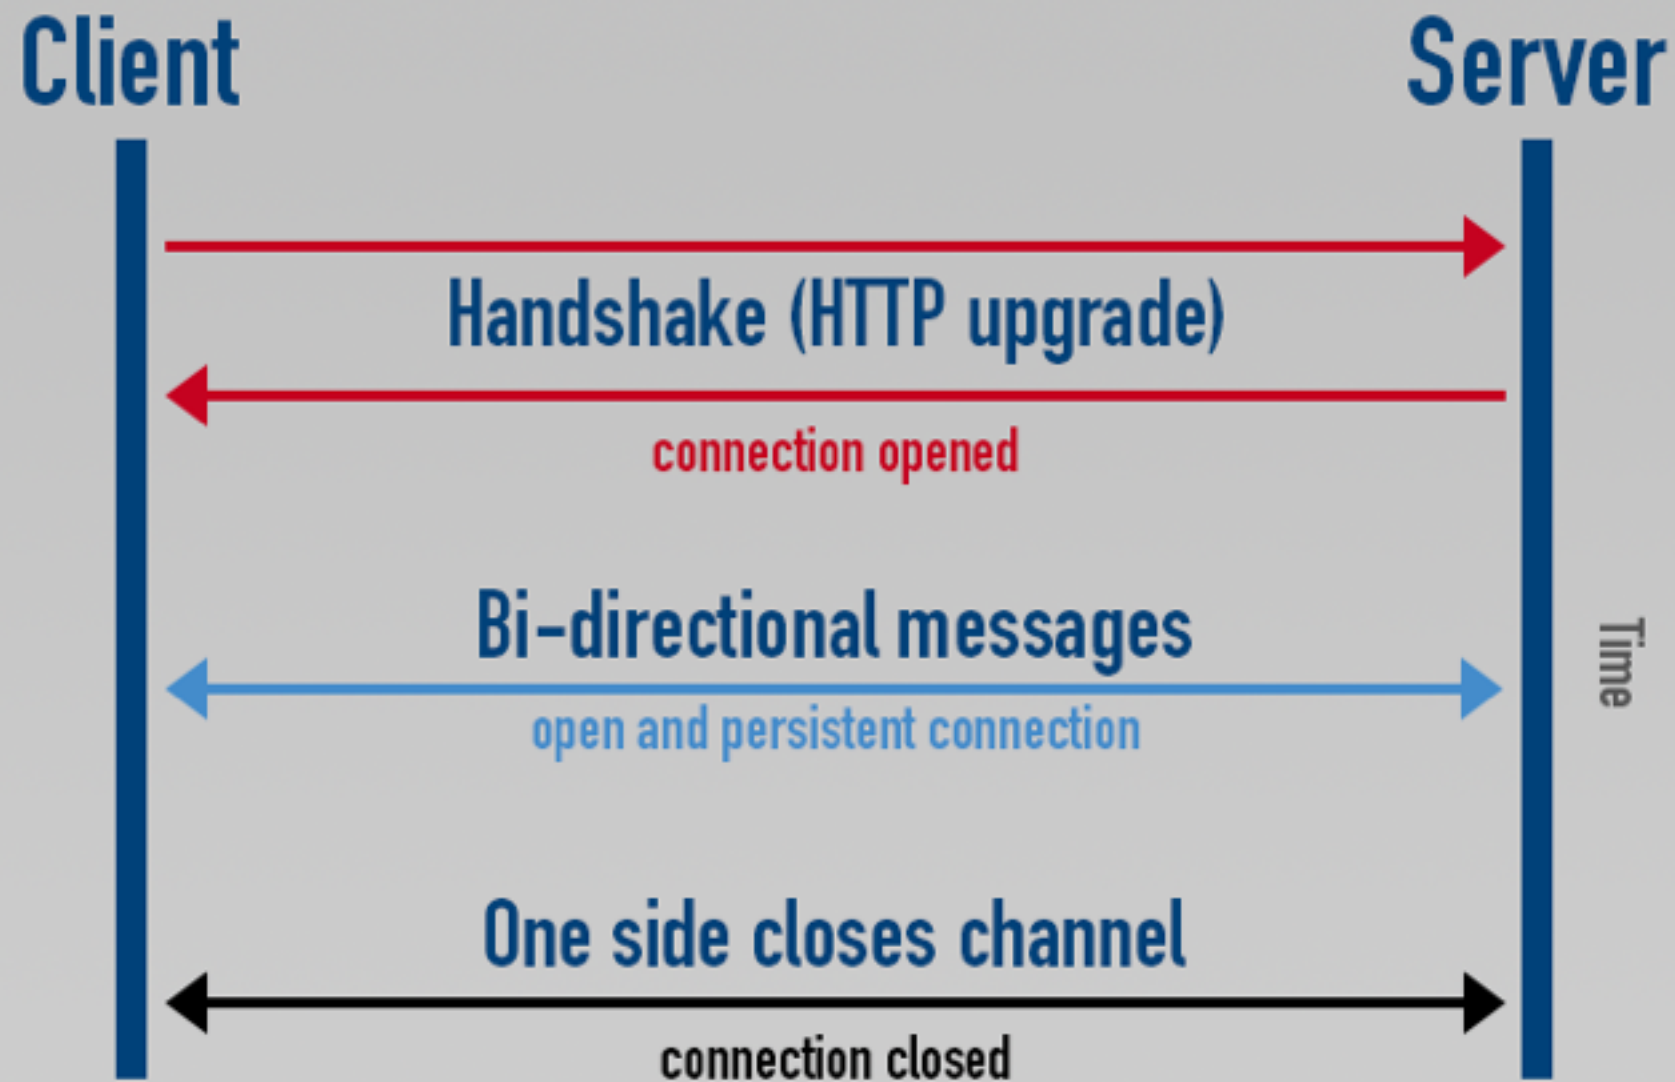 Client
Server
Handshake (HTTP upgrade)
connection opened
Bi-directional messages
open and persistent connection
Time
One side closes channel
connection closed